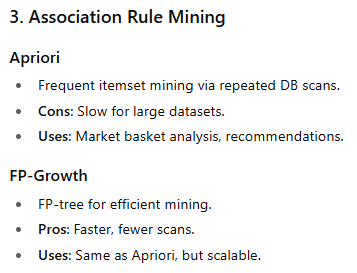 3. Association Rule Mining
Apriori
• Frequent itemset mining via repeated DB scans.
• Cons: Slow for large datasets.
• Uses: Market basket analysis, recommendations.
FP-Growth
• FP-tree for efficient mining.
• Pros: Faster, fewer scans.
• Uses: Same as Apriori, but scalable.